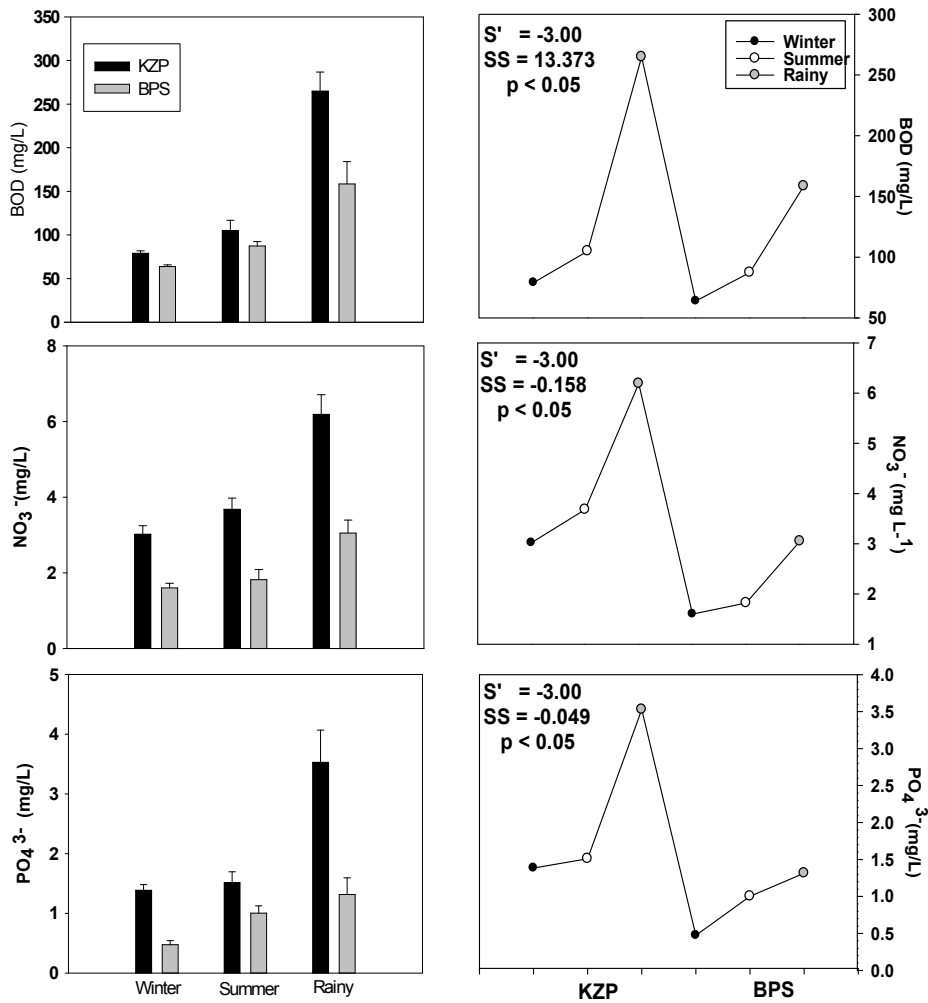 350
300
250
200
150
100
50
0
BOD (mg/L)
KZP
BPS
S' = -3.00
SS = 13.373
p < 0.05
Winter
Summer
Rainy
300
250
200
150
100
50
BOD (mg/L)
8
6
4
2
0
NO3 -(mg/L)
S' = -3.00
SS = -0.158
p < 0.05
7
6
5
4
3
2
1
NO3 - (mg L-1)
5
4
3
2
1
0
PO4 3- (mg/L)
Winter
Summer
Rainy
S' = -3.00
SS = -0.049
p < 0.05
4.0
3.5
3.0
2.5
2.0
1.5
1.0
0.5
0.0
PO4 3-(mg/L)
KZP
BPS